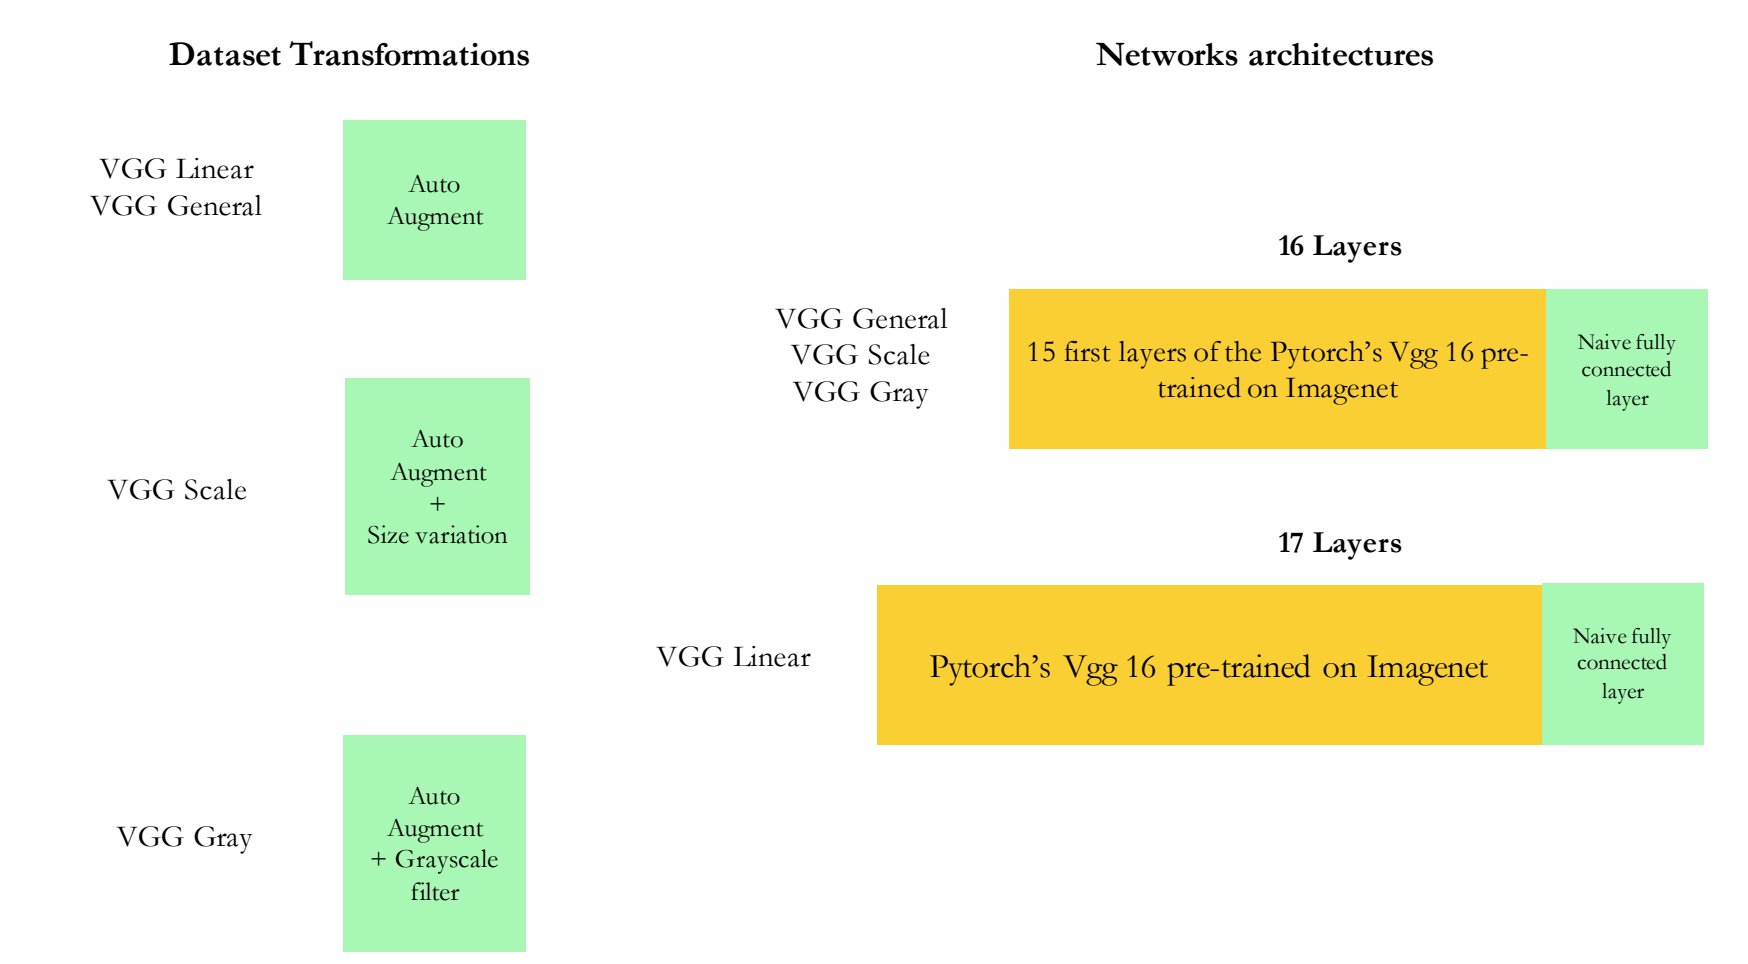 Dataset Transformations
VGG Linear
VGG General
Auto
Augment
VGG Scale
Auto
Augment
+
Size variation
VGG Gray
Auto
Augment
+ Grayscale
filter
Networks architectures
16 Layers
VGG General
VGG Scale
VGG Gray
15 first layers of the Pytorch’s Vgg 16 pre-
trained on Imagenet
Naive fully
connected
layer
17 Layers
VGG Linear
Pytorch’s Vgg 16 pre-trained on Imagenet
Naive fully
connected
layer